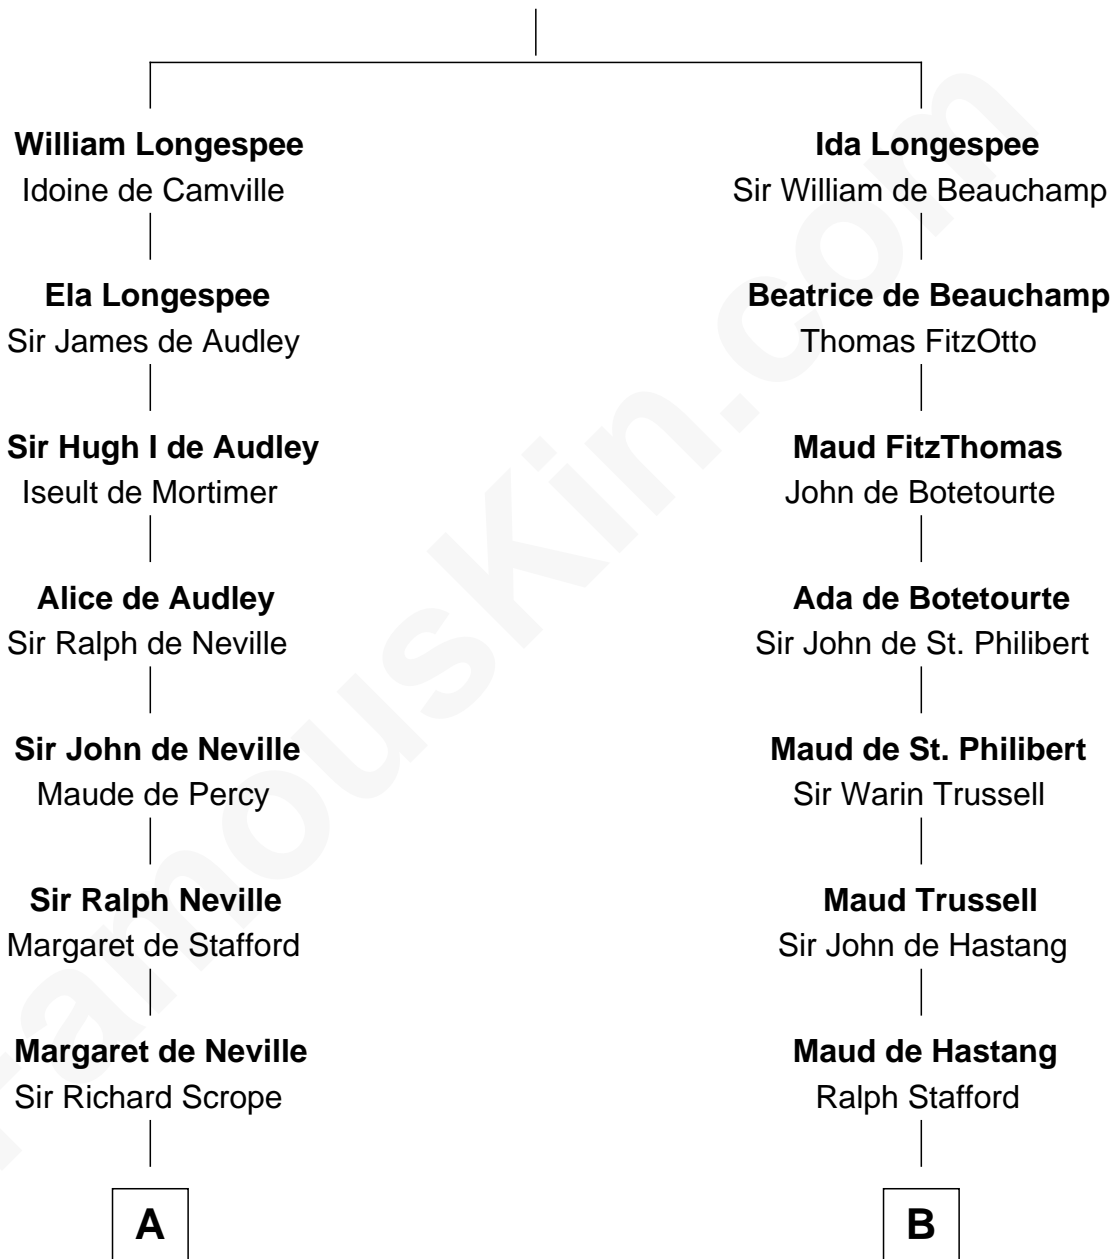 William Longespee
Idoine de Camville
Ida Longespee
Sir William de Beauchamp
Ela Longespee
Sir James de Audley
Beatrice de Beauchamp
Thomas FitzOtto
Sir Hugh I de Audley
Iseult de Mortimer
Maud FitzThomas
John de Botetourte
Alice de Audley
Sir Ralph de Neville
Ada de Botetourte
Sir John de St. Philibert
Sir John de Neville
Maude de Percy
Maud de St. Philibert
Sir Warin Trussell
Sir Ralph Neville
Margaret de Stafford
Maud Trussell
Sir John de Hastang
Margaret de Neville
Sir Richard Scrope
Maud de Hastang
Ralph Stafford
A
B
FamousKin.com